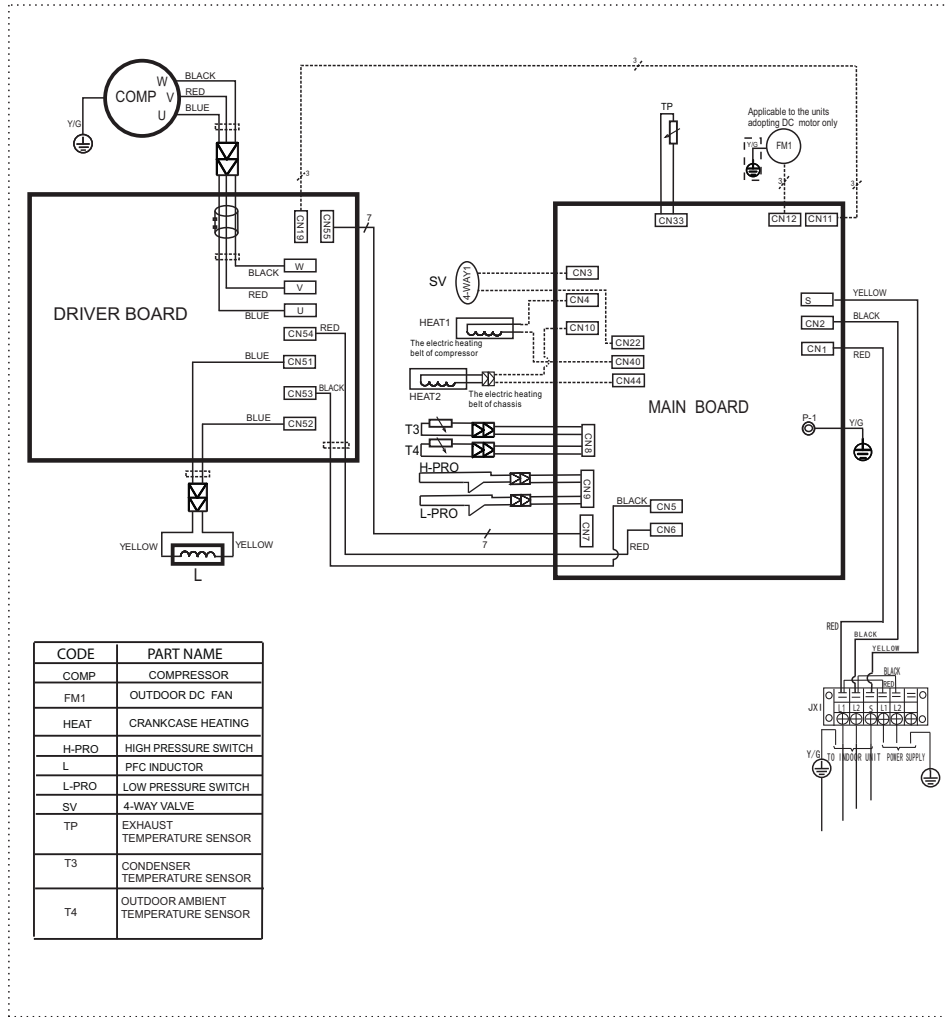 W
BLACK
COMP
V
RED
U
BLUE
Y/G
3
TP
Applicable to the units
adopting DC motor only
Y/G
FM1
3
3
3
CN19
CN55
7
CN33
CN12
CN11
W
BLACK
V
RED
U
BLUE
DRIVER BOARD
CN54
RED
BLUE
CN51
CN53
BLACK
BLUE
CN52
YELLOW
YELLOW
L
SV
4-WAY1
CN3
CN4
HEAT1
CN10
The electric heating
belt of compressor
CN22
CN40
CN44
HEAT2
The electric heating
belt of chassis
MAIN BOARD
S
YELLOW
CN2
BLACK
CN1
RED
P-1
Y/G
T3
T4
CN8
H-PRO
CN9
L-PRO
CN7
7
BLACK
CN5
CN6
RED
RED
BLACK
YELLOW
BLACK
RED
JX1
L1 L2 S L1 L2
Y/G
TO INDOOR UNIT
POWER SUPPLY
CODE PART NAME
COMP COMPRESSOR
FM1 OUTDOOR DC FAN
HEAT CRANKCASE HEATING
H-PRO HIGH PRESSURE SWITCH
L PFC INDUCTOR
L-PRO LOW PRESSURE SWITCH
SV 4-WAY VALVE
TP EXHAUST
TEMPERATURE SENSOR
T3 CONDENSER
TEMPERATURE SENSOR
T4 OUTDOOR AMBIENT
TEMPERATURE SENSOR